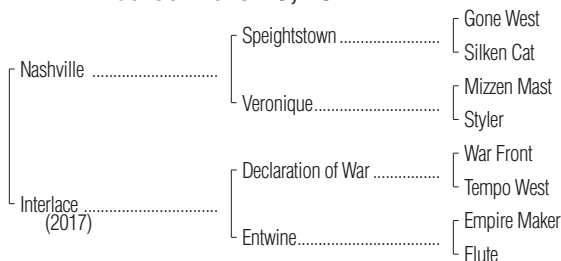 Gone West
Speightstown
Silken Cat
Nashville
Mizzen Mast
Veronique
Styler
War Front
Declaration of War
Tempo West
Interlace
(2017)
Empire Maker
Entwine
Flute